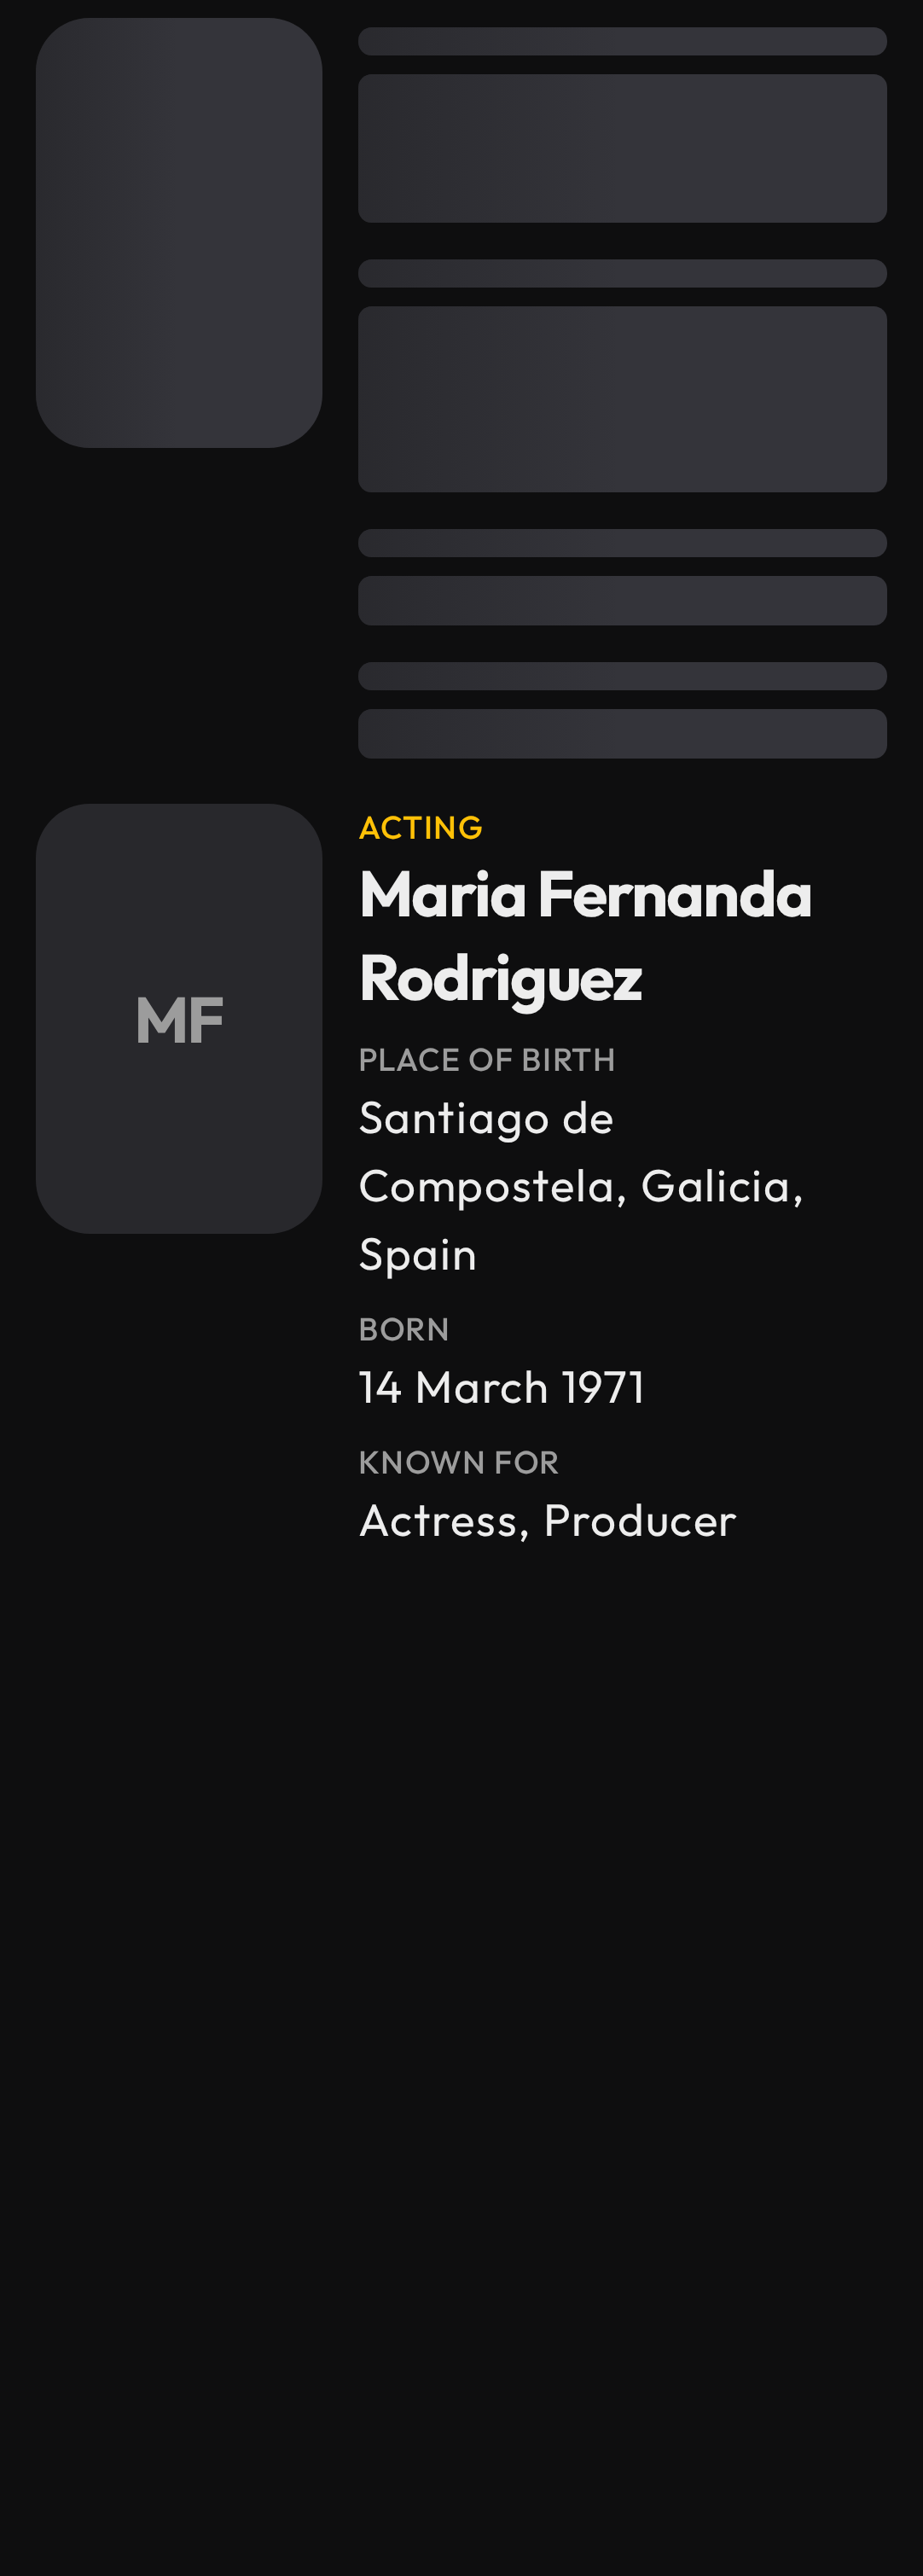 ACTING
Maria Fernanda
Rodriguez
MF
PLACE OF BIRTH
Santiago de
Compostela, Galicia,
Spain
BORN
14 March 1971
KNOWN FOR
Actress, Producer